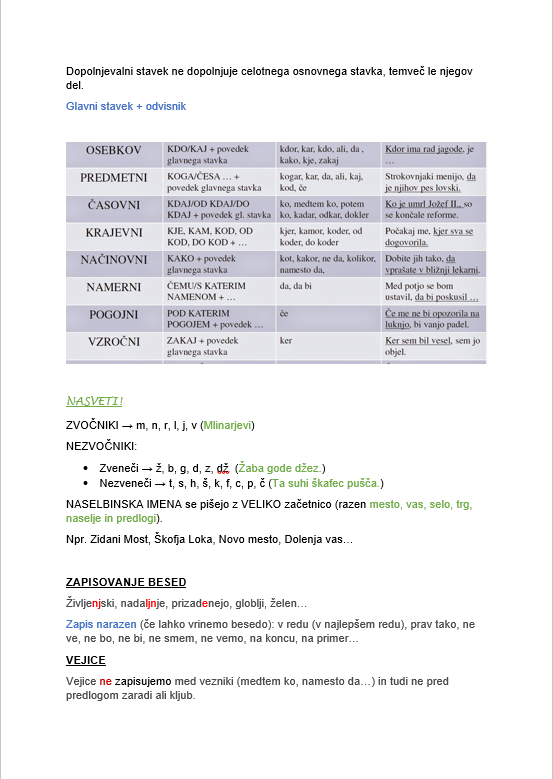 Dopolnjevalni stavek ne dopolnjuje celotnega osnovnega stavka, temveč le njegov
del.
Glavni stavek + odvisnik
OSEBKOV KDO/KAJ + povedek glavnega stavka kdor, kar, kdo, ali, da , kako, kje, zakaj Kdor ima rad jagode, je …
PREDMETNI KOGA/ČESA … + povedek glavnega stavka kogar, kar, da, ali, kaj, kod, če Strokovnjaki menijo, da je njihov pes lovski.
ČASOVNI KDAJ/OD KDAJ/DO KDAJ + povedek gl. stavka ko, medtem ko, potem ko, kadar, odkar, dokler Ko je umrl Jožef II., so se končale reforme.
KRAJEVNI KJE, KAM, KOD, OD KOD, DO KOD + … kjer, kamor, koder, od koder, do koder Počakaj me, kjer sva se dogovorila.
NAČINOVNI KAKO + povedek glavnega stavka kot, kakor, ne da, kolikor, namesto da, Dobite jih tako, da vprašate v bližnji lekarni.
NAMERNI ČEMU/S KATERIM NAMENOM + … da, da bi Med potjo se bom ustavil, da bi poskusil …
POGOJNI POD KATERIM POGOJEM + povedek … če Če me ne bi opozorila na luknjo, bi vanjo padel.
VZROČNI ZAKAJ + povedek glavnega stavka ker Ker sem bil vesel, sem jo objel.
NASVETI!
ZVOČNIKI → m, n, r, l, j, v (Mlinarjevi)
NEZVOČNIKI:
• Zveneči → ž, b, g, d, z, dž (Žaba gode džez.)
• Nezveneči → t, s, h, š, k, f, c, p, č (Ta suhi škafec pušča.)
NASELBINSKA IMENA se pišejo z VELIKO začetnico (razen mesto, vas, selo, trg,
naselje in predlogi).
Npr. Zidani Most, Škofja Loka, Novo mesto, Dolenja vas…
ZAPISOVANJE BESED
Življenjski, nadaljnje, prizadenejo, globlji, želen…
Zapis narazen (če lahko vrinemo besedo): v redu (v najlepšem redu), prav tako, ne
ve, ne bo, ne bi, ne smem, ne vemo, na koncu, na primer…
VEJICE
Vejice ne zapisujemo med vezniki (medtem ko, namesto da…) in tudi ne pred
predlogom zaradi ali kljub.